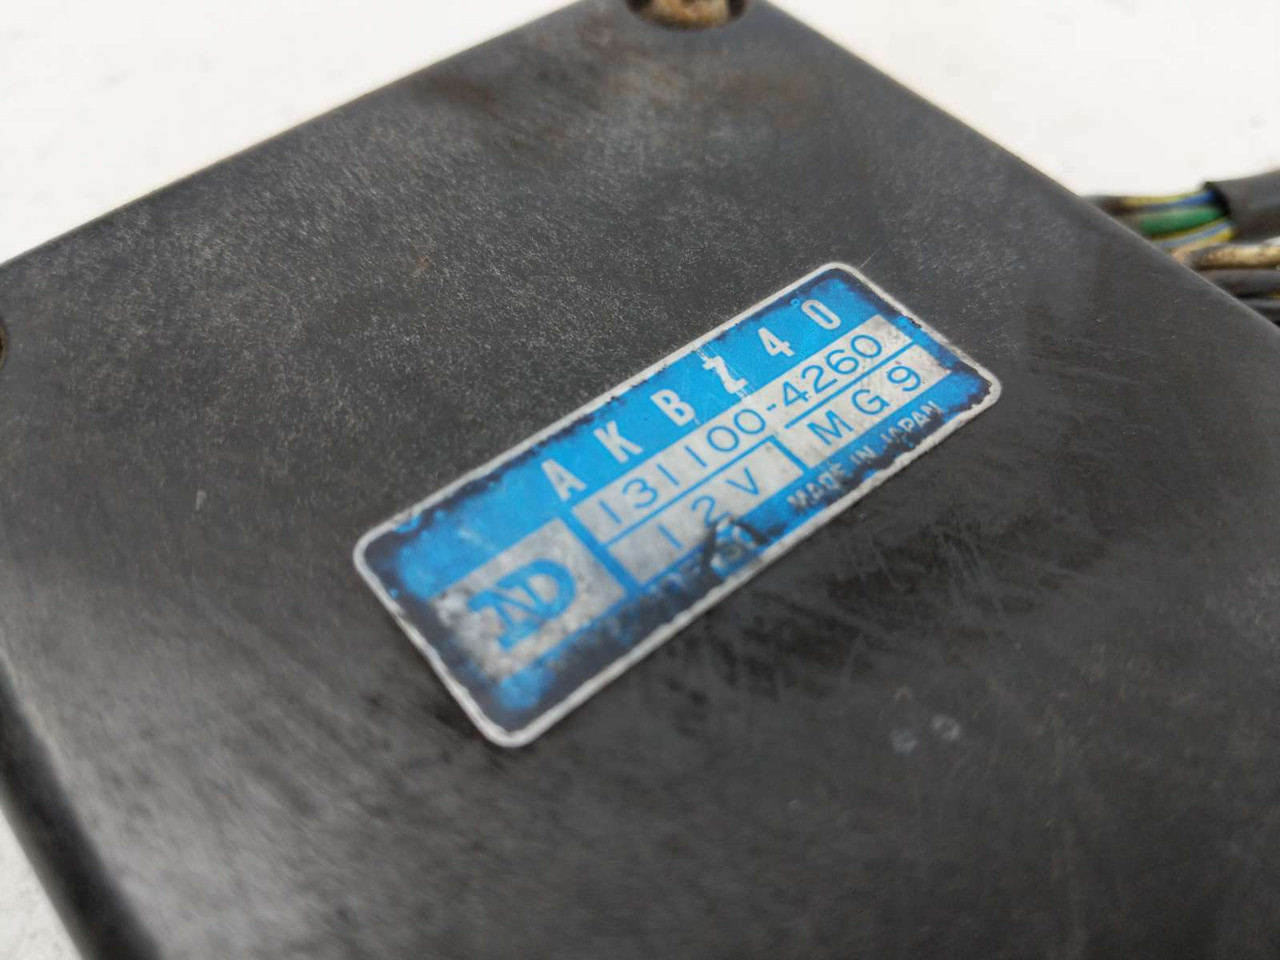 AKBZ40
131100-4260
12V MG9
ND
MADE IN JAPAN